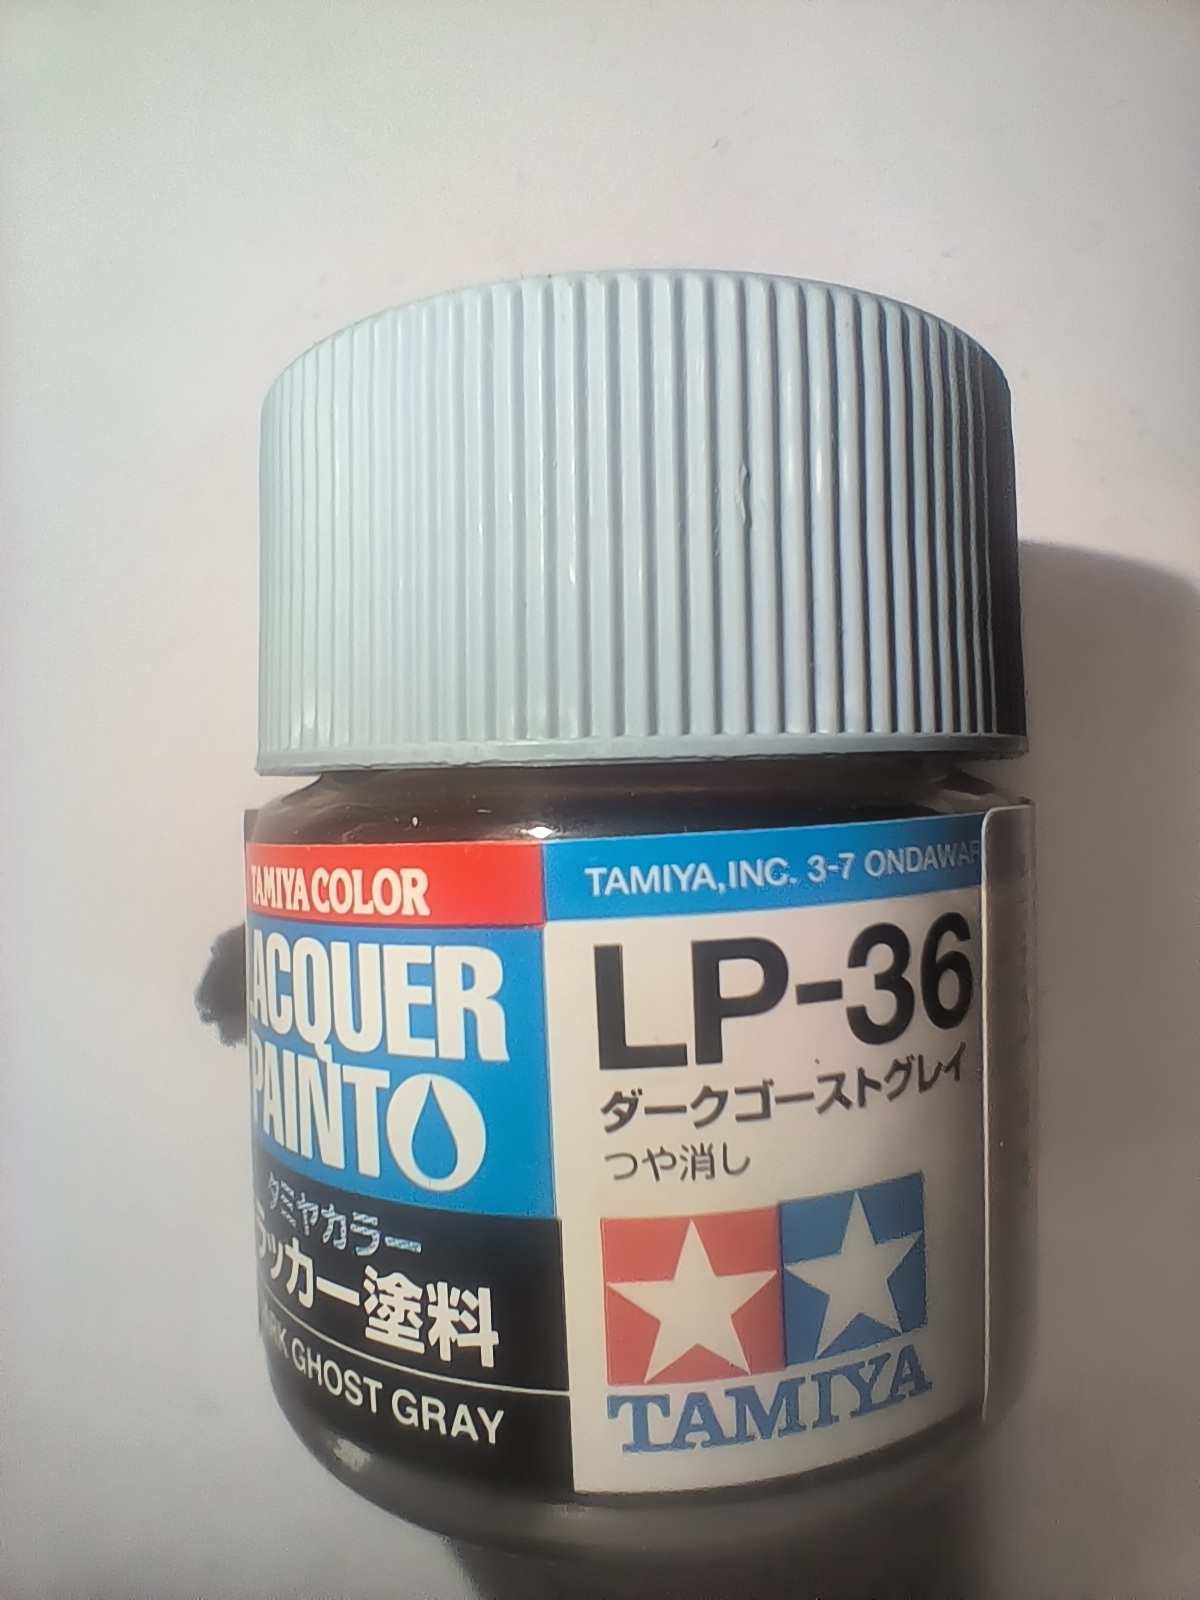 TAMIYA COLOR
LACQUER
PAINT
タミヤカラー
ラッカー塗料
GHOST GRAY
TAMIYA, INC. 3-7
LP-36
ダークゴーストグレイ
つや消し
TAMIYA